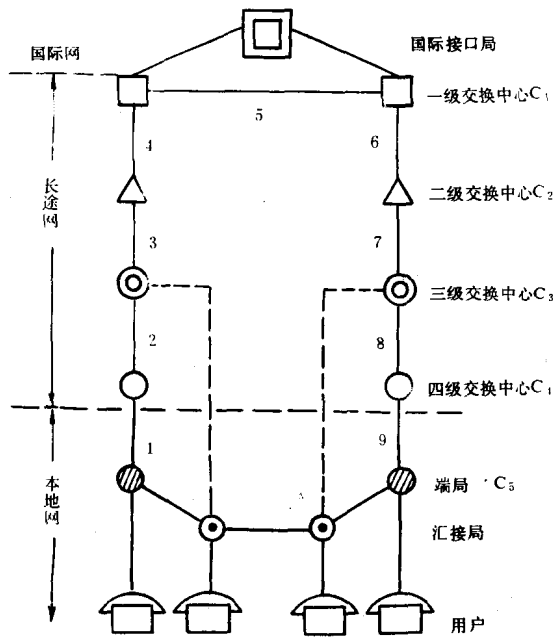 国际网
国际接口局
一级交换中心C₁
5
4
6
二级交换中心C₂
长途网
3
7
三级交换中心C₃
2
8
四级交换中心C₄
1
9
端局 C₅
本地网
汇接局
用户